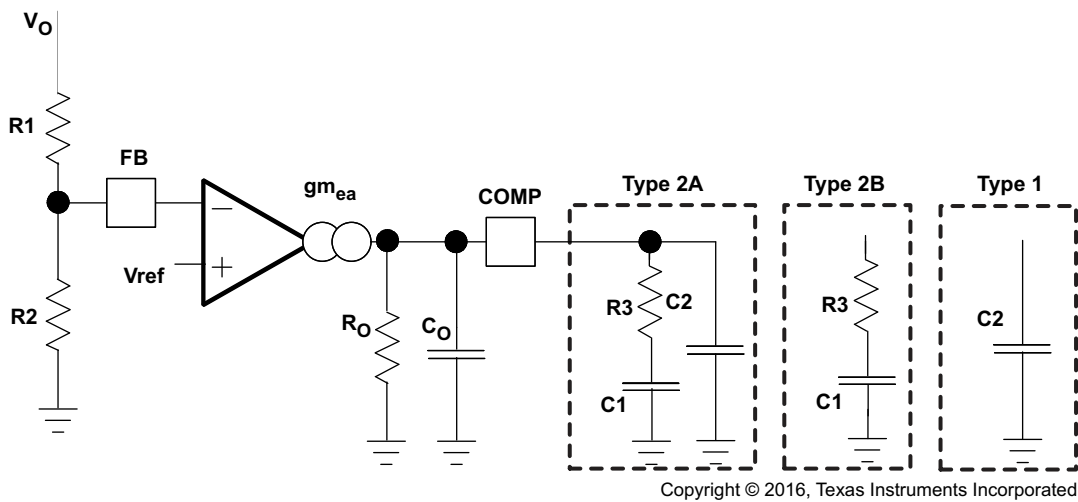 VO
R1
FB
gmea
COMP
Type 2A
Type 2B
Type 1
Vref
R2
RO
CO
R3
C2
C1
R3
C1
C2
Copyright © 2016, Texas Instruments Incorporated